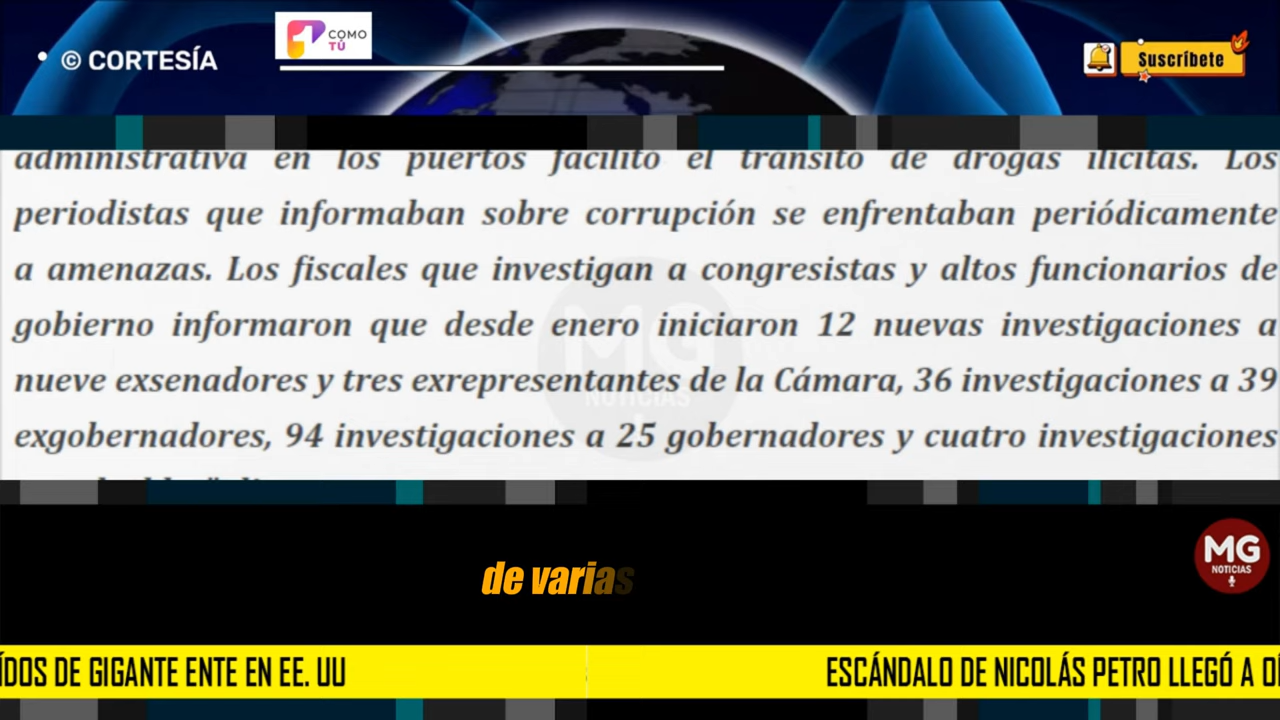 © CORTESÍA
1 COMO
TÚ
Suscríbete
administrativa en los puertos facilitó el tránsito de drogas ilícitas. Los
periodistas que informaban sobre corrupción se enfrentaban periódicamente
a amenazas. Los fiscales que investigan a congresistas y altos funcionarios de
gobierno informaron que desde enero iniciaron 12 nuevas investigaciones a
nueve exsenadores y tres exrepresentantes de la Cámara, 36 investigaciones a 39
exgobernadores, 94 investigaciones a 25 gobernadores y cuatro investigaciones
MG
NOTICIAS
de varias
MG
NOTICIAS
ÍDOS DE GIGANTE ENTE EN EE. UU
ESCÁNDALO DE NICOLÁS PETRO LLEGÓ A